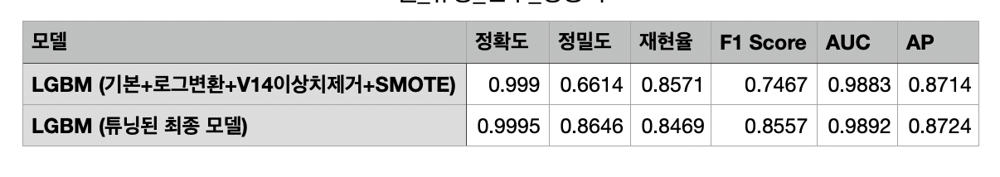 모델 정확도 정밀도 재현율 F1 Score AUC AP
LGBM (기본+로그변환+V14이상치제거+SMOTE) 0.999 0.6614 0.8571 0.7467 0.9883 0.8714
LGBM (튜닝된 최종 모델) 0.9995 0.8646 0.8469 0.8557 0.9892 0.8724